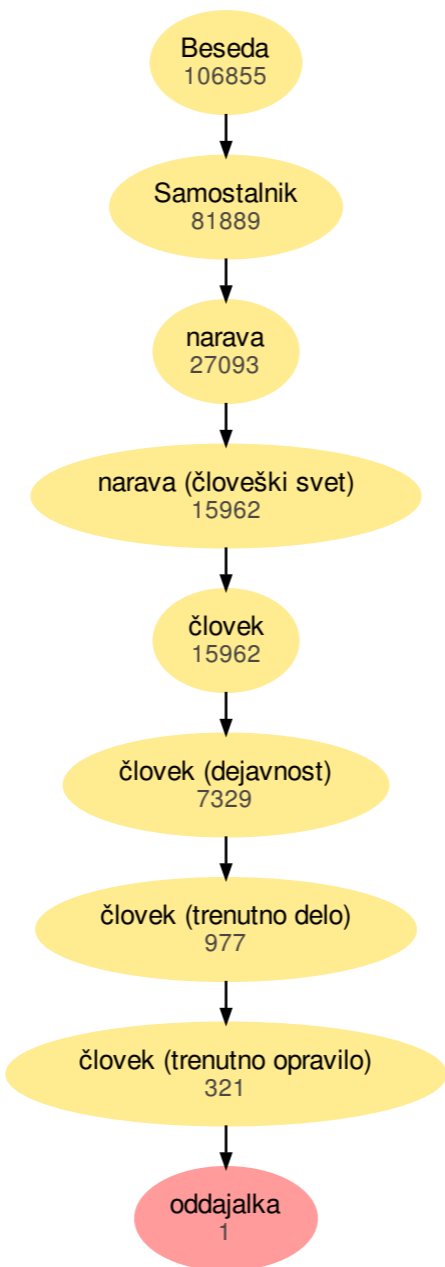 Beseda
106855
Samostalnik
81889
narava
27093
narava (človeški svet)
15962
človek
15962
človek (dejavnost)
7329
človek (trenutno delo)
977
človek (trenutno opravilo)
321
oddajalka
1